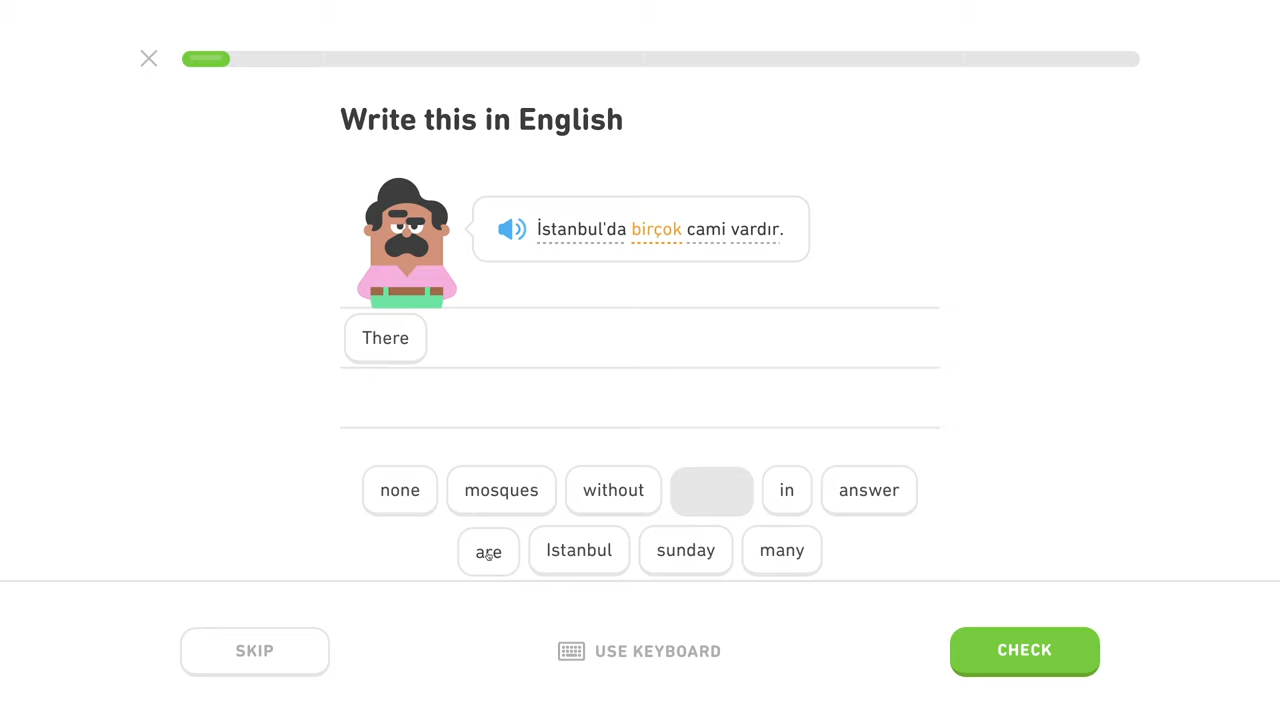 Write this in English
İstanbul'da birçok cami vardır.
There
none mosques without in answer
are Istanbul sunday many
SKIP USE KEYBOARD CHECK